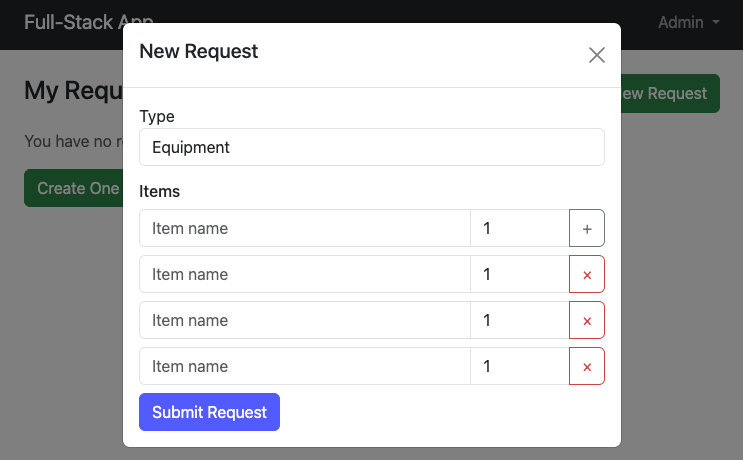 Full-Stack App
Admin
New Request
My Requ
ew Request
You have no r
Create One
Type
Equipment
Items
Item name 1 +
Item name 1 ×
Item name 1 ×
Item name 1 ×
Submit Request